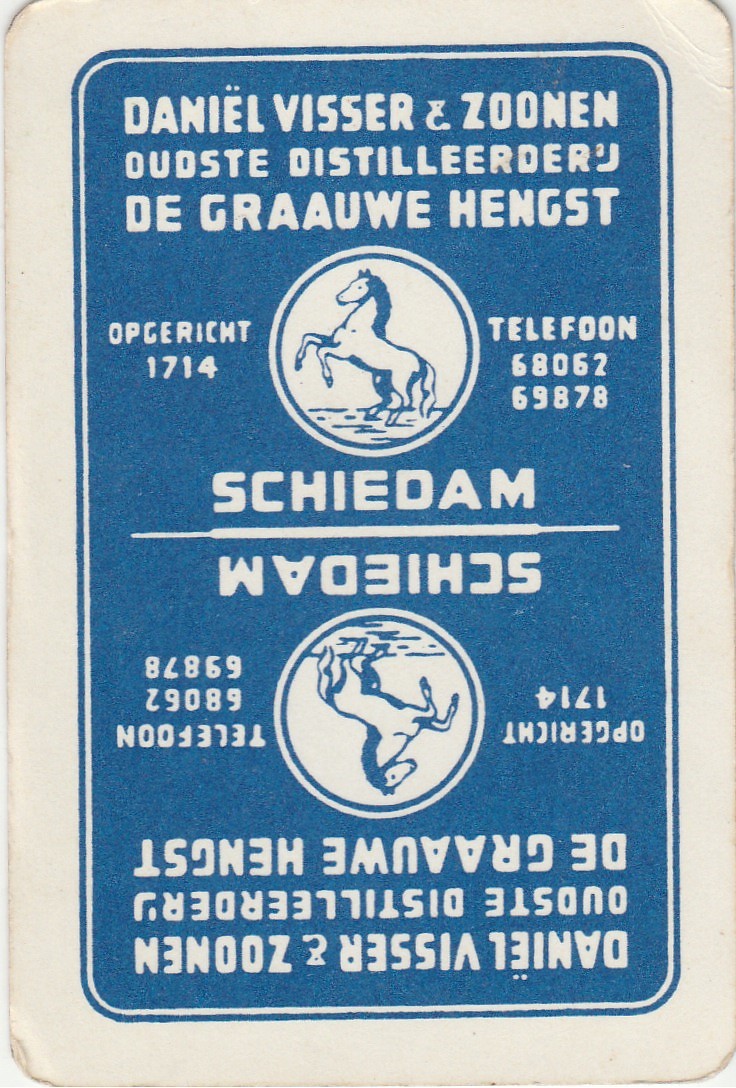 DANIËL VISSER & ZOONEN
OUDSTE DISTILLEERDERIJ
DE GRAAUWE HENGST
OPGERICHT
1714
TELEFOON
68062
69878
SCHIEDAM
SCHIEDAM
OPGERICHT
1714
TELEFOON
68062
69878
DE GRAAUWE HENGST
OUDSTE DISTILLEERDERIJ
DANIËL VISSER & ZOONEN